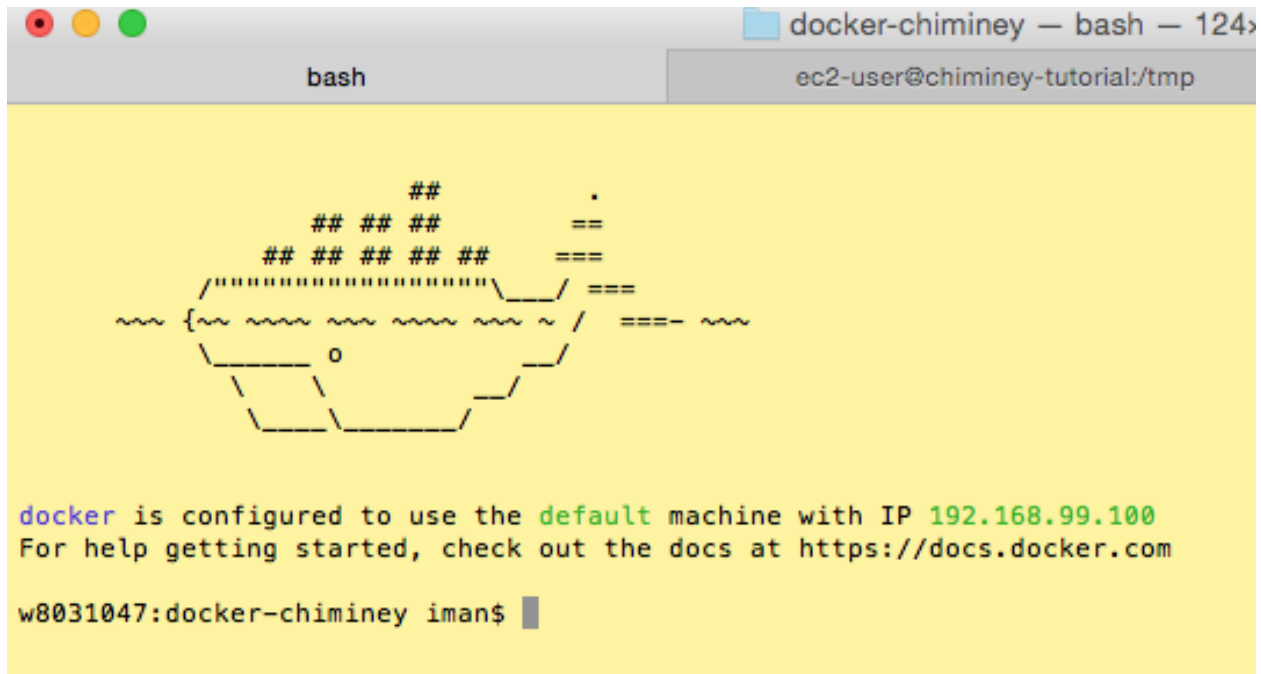 docker-chiminey — bash — 124×
bash
ec2-user@chiminey-tutorial:/tmp
                        ##         .
                  ## ## ##        ==
               ## ## ## ## ##    ===
           /"""""""""""""""""\___/ ===
      ~~~ {~~ ~~~~ ~~~ ~~~~ ~~~ ~ /  ===- ~~~
           \______ o           __/
             \    \         __/
              \____\_______/
docker is configured to use the default machine with IP 192.168.99.100
For help getting started, check out the docs at https://docs.docker.com
w8031047:docker-chiminey iman$